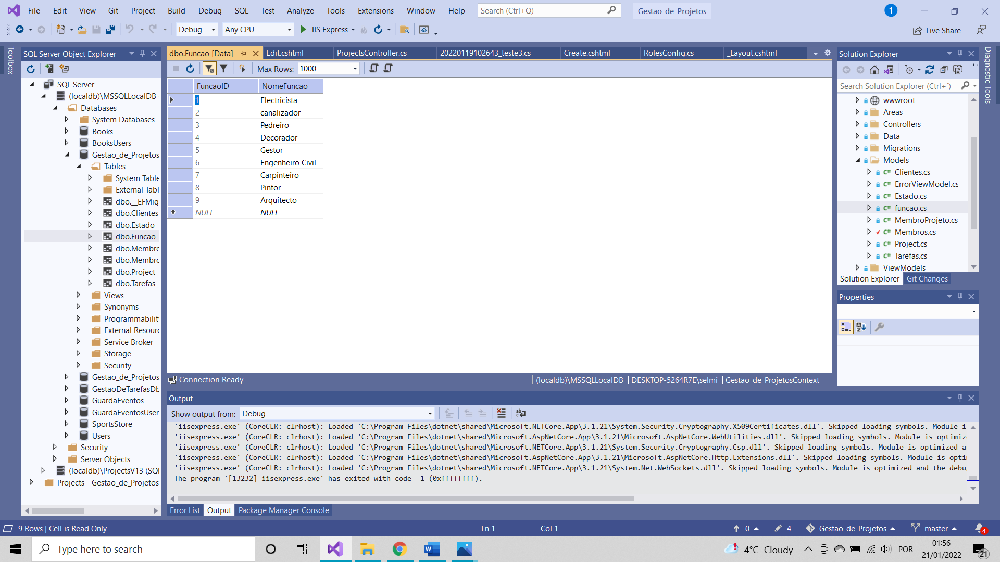 File Edit View Git Project Build Debug SQL Test Analyze Tools Extensions Window Help Search (Ctrl+Q) Gestao_de_Projetos 1
Debug Any CPU IIS Express Live Share
Toolbox
SQL Server Object Explorer
SQL Server
(localdb)\MSSQLLocalDB
Databases
System Databases
Books
BooksUsers
Gestao_de_Projetos
Tables
System Table
External Tabl
dbo.__EFMig
dbo.Clientes
dbo.Estado
dbo.Funcao
dbo.Membro
dbo.Membro
dbo.Project
dbo.Tarefas
Views
Synonyms
Programmabilit
External Resour
Service Broker
Storage
Security
Gestao_de_Projetos
GestaoDeTarefasDb
GuardaEventos
GuardaEventosUser
SportsStore
Users
Security
Server Objects
(localdb)\ProjectsV13 (SQ
Projects - Gestao_de_Projetos
dbo.Funcao [Data] Edit.cshtml ProjectsController.cs 20220119102643_teste3.cs Create.cshtml RolesConfig.cs _Layout.cshtml
Max Rows: 1000
FuncaoID NomeFuncao
1 Electricista
2 canalizador
3 Pedreiro
4 Decorador
5 Gestor
6 Engenheiro Civil
7 Carpinteiro
8 Pintor
9 Arquitecto
NULL NULL
Connection Ready (localdb)\MSSQLLocalDB DESKTOP-5264R7E\selmi Gestao_de_ProjetosContext
Output
Show output from: Debug
'iisexpress.exe' (CoreCLR: clrhost): Loaded 'C:\Program Files\dotnet\shared\Microsoft.NETCore.App\3.1.21\System.Security.Cryptography.X509Certificates.dll'. Skipped loading symbols. Module i
'iisexpress.exe' (CoreCLR: clrhost): Loaded 'C:\Program Files\dotnet\shared\Microsoft.AspNetCore.App\3.1.21\Microsoft.AspNetCore.WebUtilities.dll'. Skipped loading symbols. Module is optimiz
'iisexpress.exe' (CoreCLR: clrhost): Loaded 'C:\Program Files\dotnet\shared\Microsoft.NETCore.App\3.1.21\System.Security.Cryptography.Csp.dll'. Skipped loading symbols. Module is optimized a
'iisexpress.exe' (CoreCLR: clrhost): Loaded 'C:\Program Files\dotnet\shared\Microsoft.AspNetCore.App\3.1.21\Microsoft.AspNetCore.Http.Extensions.dll'. Skipped loading symbols. Module is opti
'iisexpress.exe' (CoreCLR: clrhost): Loaded 'C:\Program Files\dotnet\shared\Microsoft.NETCore.App\3.1.21\System.Net.WebSockets.dll'. Skipped loading symbols. Module is optimized and the debu
The program '[13232] iisexpress.exe' has exited with code -1 (0xffffffff).
Error List Output Package Manager Console
Solution Explorer
Search Solution Explorer (Ctrl+´)
wwwroot
Areas
Controllers
Data
Migrations
Models
C# Clientes.cs
C# ErrorViewModel.cs
C# Estado.cs
C# funcao.cs
C# MembroProjeto.cs
C# Membros.cs
C# Project.cs
C# Tarefas.cs
ViewModels
Solution Explorer Git Changes
Properties
Diagnostic Tools
9 Rows | Cell is Read Only Ln 1 Col 1 0 4 Gestao_de_Projetos master 4
Type here to search 4°C Cloudy POR 01:56
21/01/2022 21